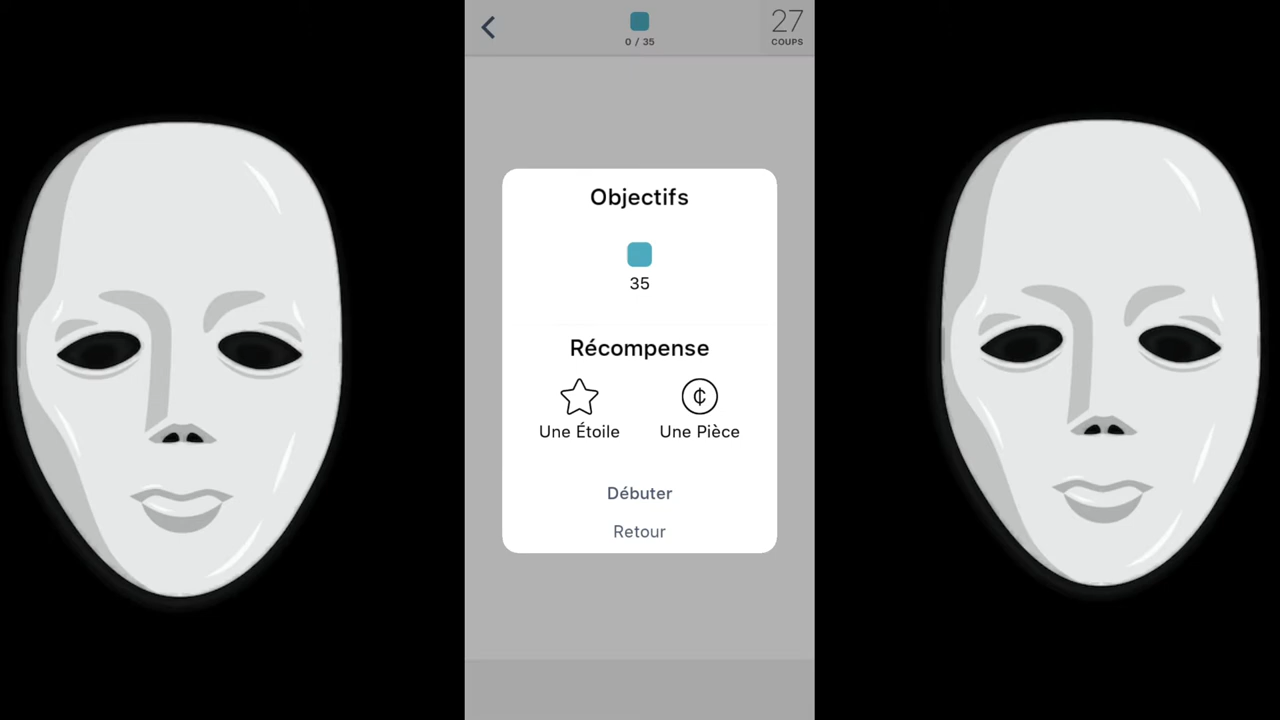 0 / 35
27
COUPS
Objectifs
35
Récompense
Une Étoile
Une Pièce
Débuter
Retour